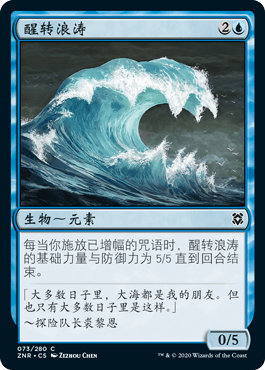 醒转浪涛 2
生物～元素
每当你施放已增幅的咒语时，醒转浪涛
的基础力量与防御力为 5/5 直到回合结
束。
「大多数日子里，大海都是我的朋友。但
也只有大多数日子里是这样。」
～探险队长裘黎恩
0/5
073/280 C
ZNR • CS Zezhou Chen
™ & © 2020 Wizards of the Coast